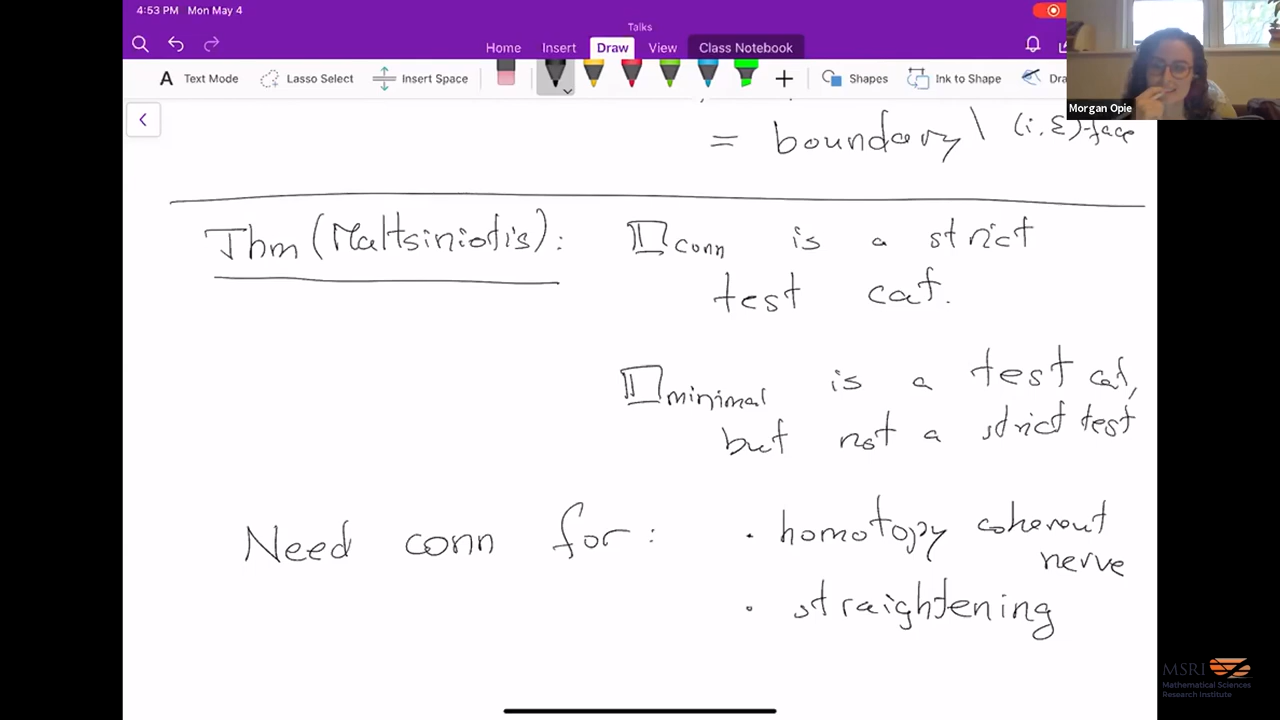 4:53 PM Mon May 4
Talks
Home Insert Draw View Class Notebook
Text Mode Lasso Select Insert Space Shapes Ink to Shape Dra
Morgan Opie
= boundary \ (i,ε)-face
Thm (Maltsiniotis): □conn is a strict
test cat.
□minimal is a test cat,
but not a strict test
Need conn for: • homotopy coherent
nerve
• straightening
MSRI
Mathematical Sciences
Research Institute